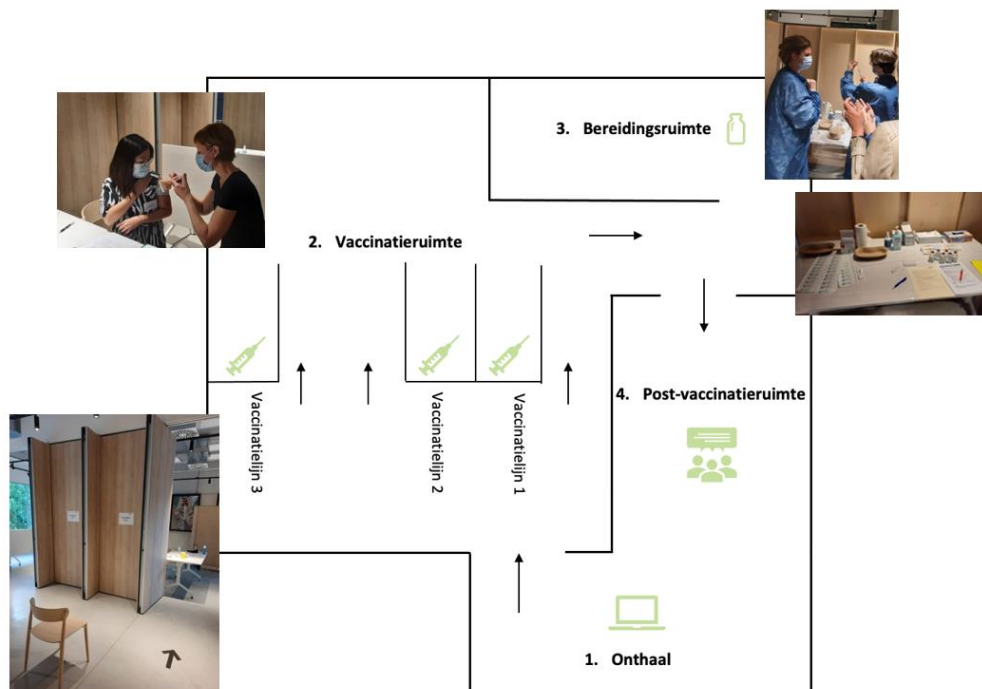 3. Bereidingsruimte
2. Vaccinatieruimte
Vaccinatielijn 3
Vaccinatielijn 2
Vaccinatielijn 1
4. Post-vaccinatieruimte
1. Onthaal